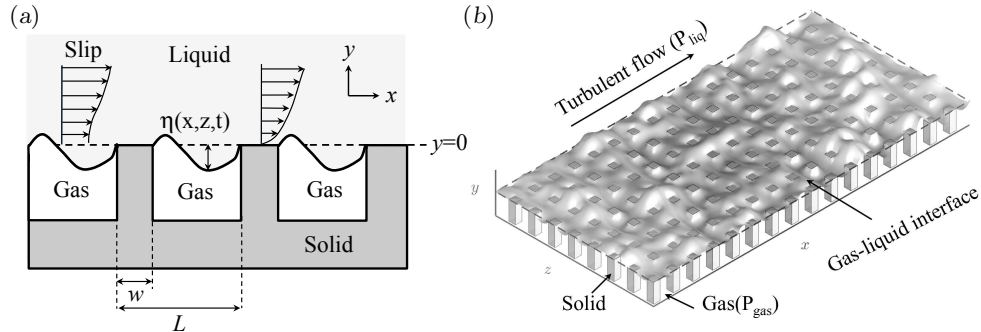 (a)
Slip
Liquid
y
x
η(x,z,t)
y=0
Gas
Gas
Gas
Solid
w
L
(b)
Turbulent flow (P_liq)
y
z
x
Gas-liquid interface
Solid
Gas(P_gas)